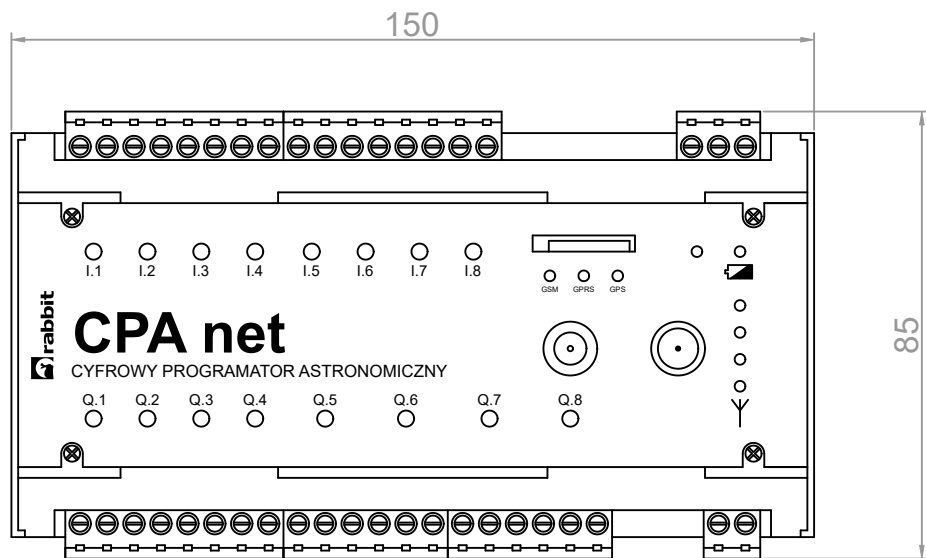 150
I.1 I.2 I.3 I.4 I.5 I.6 I.7 I.8
GSM GPRS GPS
rabbit
CPA net
CYFROWY PROGRAMATOR ASTRONOMICZNY
85
Q.1 Q.2 Q.3 Q.4 Q.5 Q.6 Q.7 Q.8